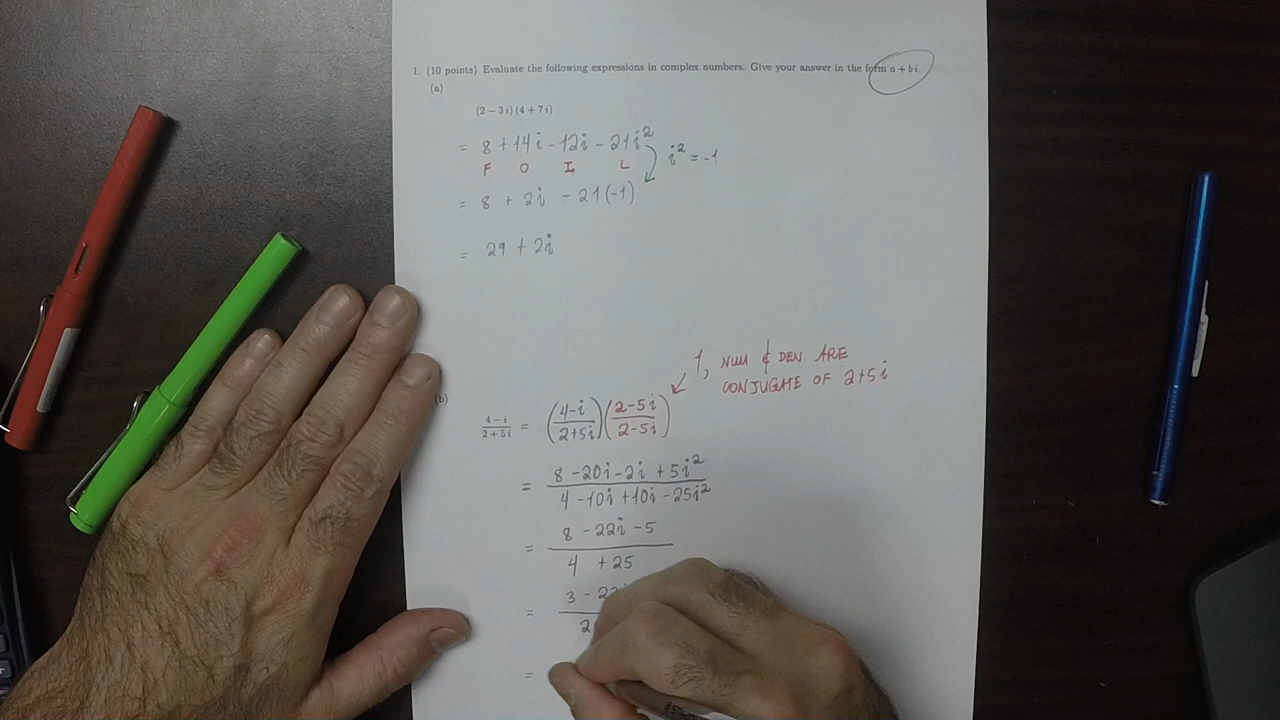 1. (10 points) Evaluate the following expressions in complex numbers. Give your answer in the form a + bi.
(a)
(2 − 3i)(4 + 7i)
= 8 + 14i - 12i - 21i²
F O I L
i² = -1
= 8 + 2i - 21(-1)
= 29 + 2i
1, NUM & DEN ARE
CONJUGATE OF 2+5i
(b)
(4−i)/(2+5i) = ((4-i)/(2+5i))((2-5i)/(2-5i))
= (8 -20i -2i + 5i²)/(4 -10i +10i -25i²)
= (8 -22i -5)/(4 +25)
= 3 - 22
=